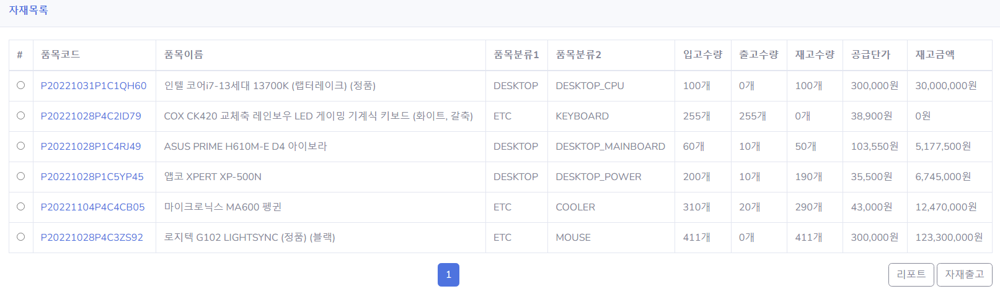 자재목록
# 품목코드 품목이름 품목분류1 품목분류2 입고수량 출고수량 재고수량 공급단가 재고금액
P20221031P1C1QH60 인텔 코어i7-13세대 13700K (랩터레이크) (정품) DESKTOP DESKTOP_CPU 100개 0개 100개 300,000원 30,000,000원
P20221028P4C2ID79 COX CK420 교체축 레인보우 LED 게이밍 기계식 키보드 (화이트, 갈축) ETC KEYBOARD 255개 255개 0개 38,900원 0원
P20221028P1C4RJ49 ASUS PRIME H610M-E D4 아이보라 DESKTOP DESKTOP_MAINBOARD 60개 10개 50개 103,550원 5,177,500원
P20221028P1C5YP45 앱코 XPERT XP-500N DESKTOP DESKTOP_POWER 200개 10개 190개 35,500원 6,745,000원
P20221104P4C4CB05 마이크로닉스 MA600 펭귄 ETC COOLER 310개 20개 290개 43,000원 12,470,000원
P20221028P4C3ZS92 로지텍 G102 LIGHTSYNC (정품) (블랙) ETC MOUSE 411개 0개 411개 300,000원 123,300,000원
1 리포트 자재출고